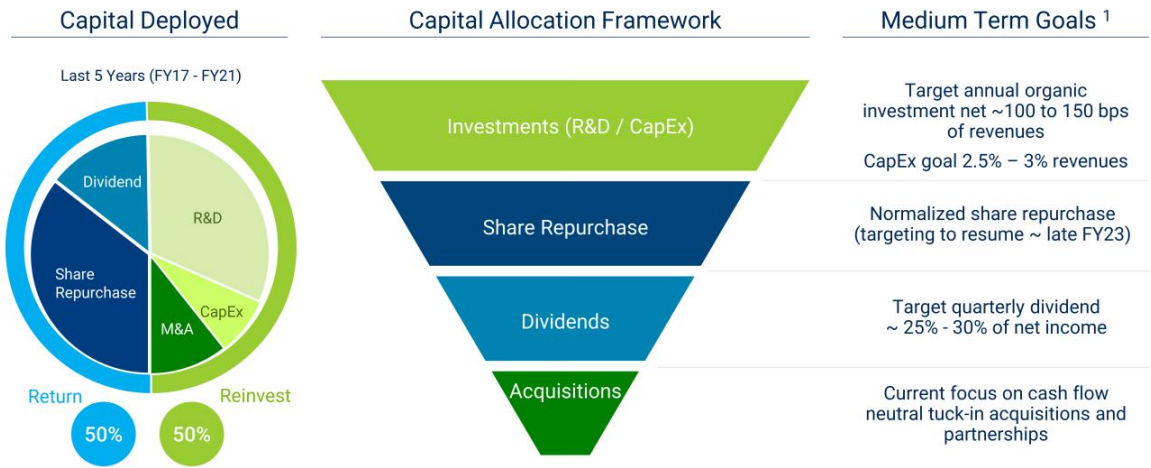 Capital Deployed
Last 5 Years (FY17 - FY21)
Dividend
R&D
Share
Repurchase
CapEx
M&A
Return
Reinvest
50%
50%
Capital Allocation Framework
Investments (R&D / CapEx)
Share Repurchase
Dividends
Acquisitions
Medium Term Goals 1
Target annual organic
investment net ~100 to 150 bps
of revenues
CapEx goal 2.5% – 3% revenues
Normalized share repurchase
(targeting to resume ~ late FY23)
Target quarterly dividend
~ 25% - 30% of net income
Current focus on cash flow
neutral tuck-in acquisitions and
partnerships